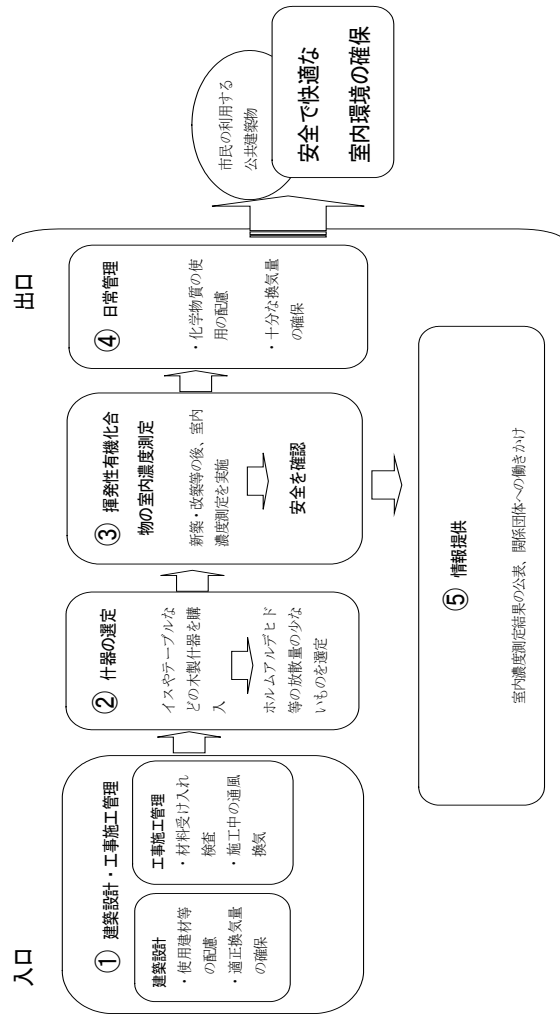 入口
出口
① 建築設計・工事施工管理
建築設計
・使用建材等
の配慮
・適正換気量
の確保
工事施工管理
・材料受け入れ
検査
・施工中の通風
換気
② 什器の選定
イスやテーブルな
どの木製什器を購
入
ホルムアルデヒド
等の放散量の少な
いものを選定
③ 揮発性有機化合
物の室内濃度測定
新築・改築等の後、室内
濃度測定を実施
安全を確認
④ 日常管理
・化学物質の使
用の配慮
・十分な換気量
の確保
⑤ 情報提供
室内濃度測定結果の公表、関係団体への働きかけ
市民の利用する
公共建築物
安全で快適な
室内環境の確保